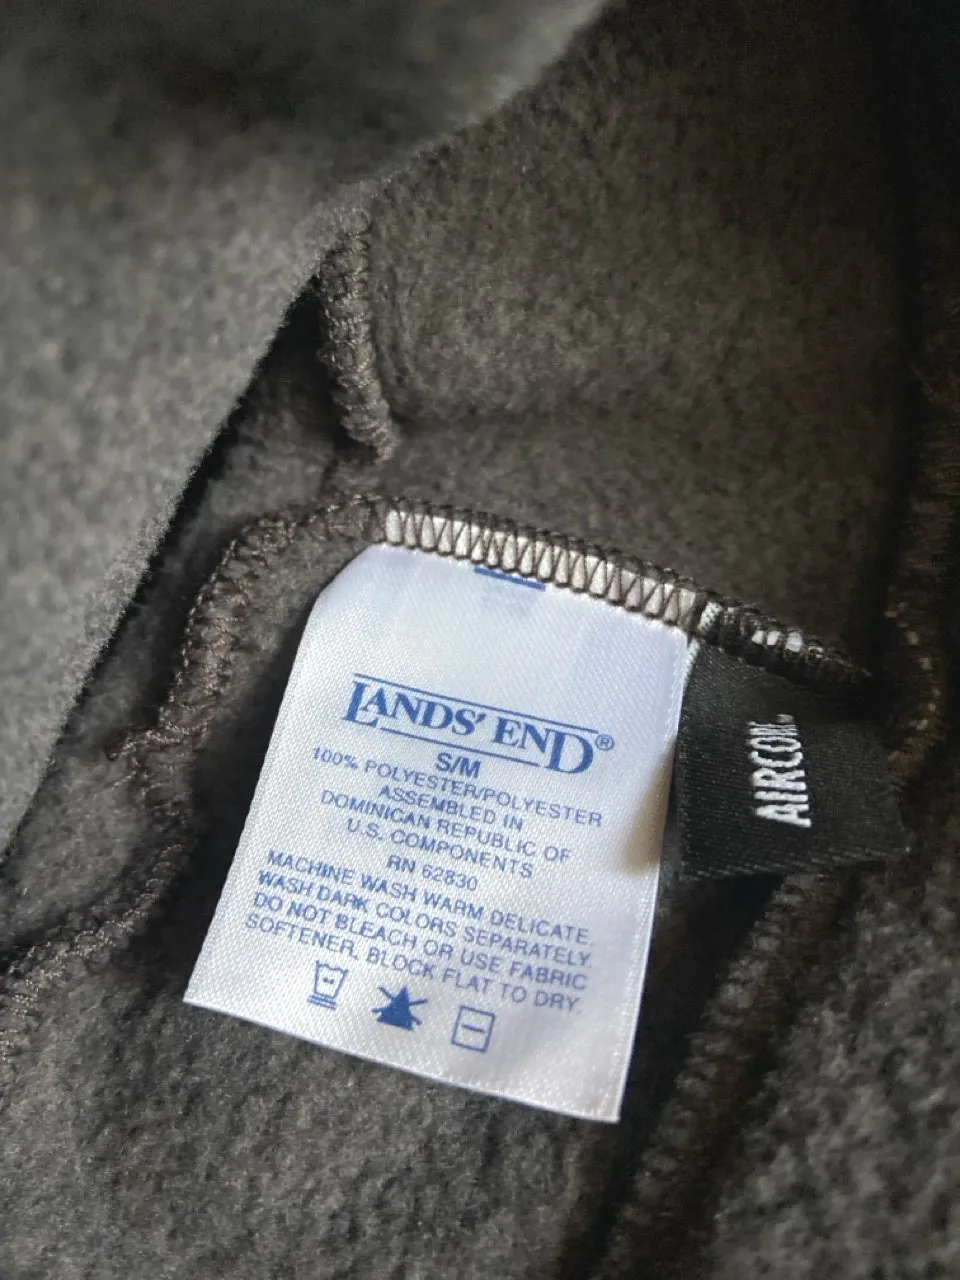 LANDS' END®
S/M
100% POLYESTER/POLYESTER
ASSEMBLED IN
DOMINICAN REPUBLIC OF
U.S. COMPONENTS
RN 62830
MACHINE WASH WARM DELICATE.
WASH DARK COLORS SEPARATELY.
DO NOT BLEACH OR USE FABRIC
SOFTENER, BLOCK FLAT TO DRY.
AIRCORE